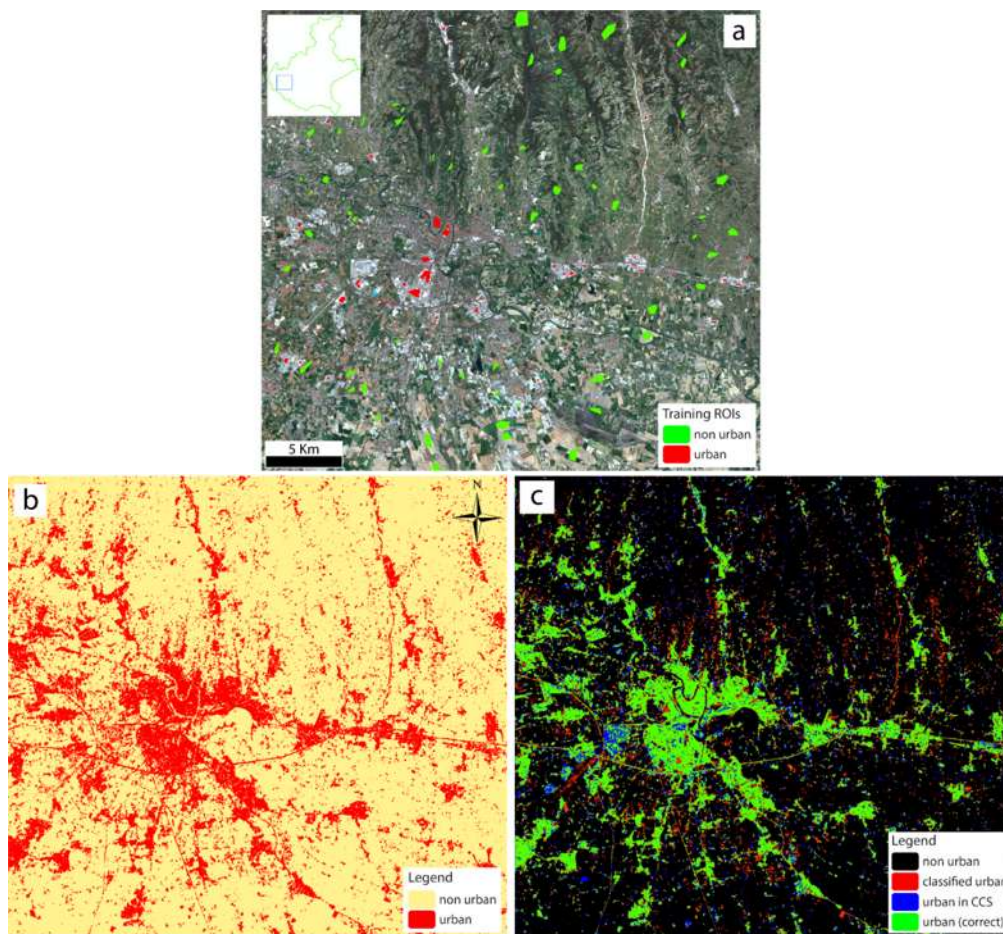 a
Training ROIs
non urban
urban
5 Km
b
N
Legend
non urban
urban
c
Legend
non urban
classified urban
urban in CCS
urban (correct)